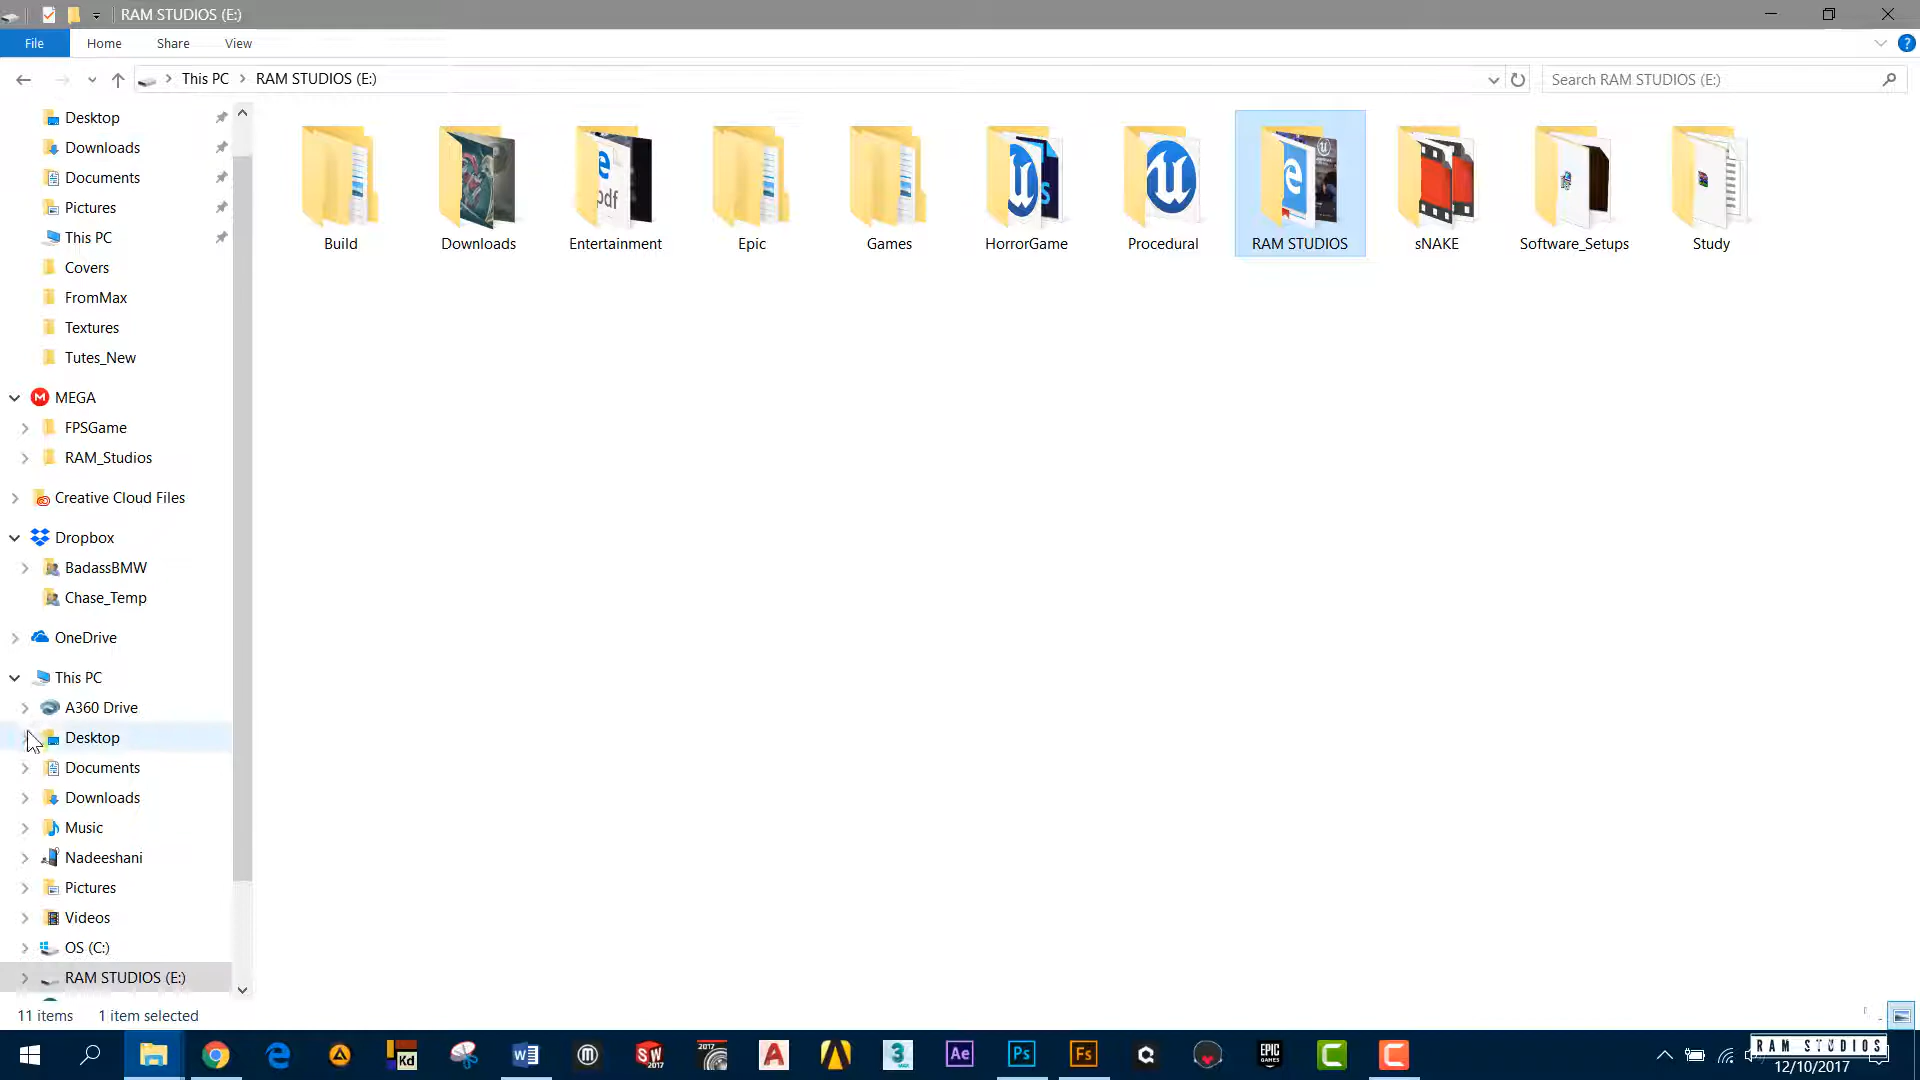 RAM STUDIOS (E:)
File Home Share View
This PC RAM STUDIOS (E:)
Search RAM STUDIOS (E:)
Desktop
Downloads
Documents
Pictures
This PC
Covers
FromMax
Textures
Tutes_New
MEGA
FPSGame
RAM_Studios
Creative Cloud Files
Dropbox
BadassBMW
Chase_Temp
OneDrive
This PC
A360 Drive
Desktop
Documents
Downloads
Music
Nadeeshani
Pictures
Videos
OS (C:)
RAM STUDIOS (E:)
Build Downloads Entertainment Epic Games HorrorGame Procedural RAM STUDIOS sNAKE Software_Setups Study
11 items 1 item selected
RAM STUDIOS
12/10/2017